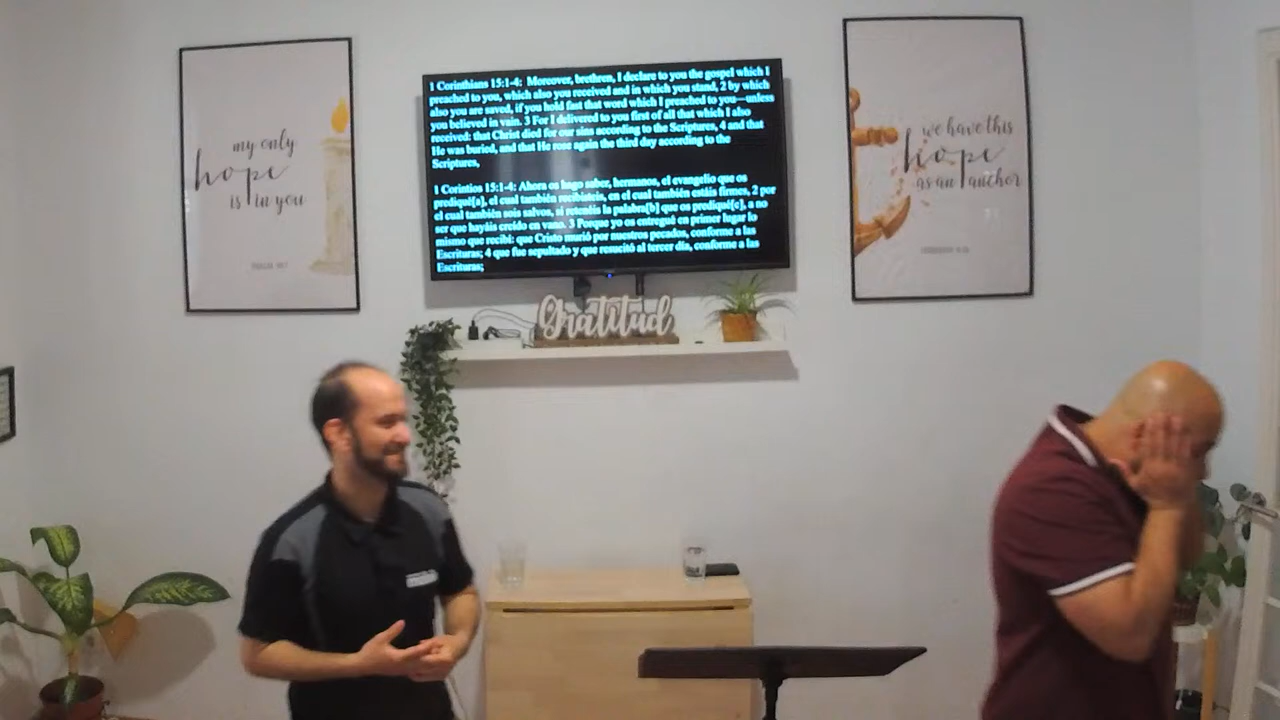 my only
hope
is in you
1 Corinthians 15:1-4: Moreover, brethren, I declare to you the gospel which I
preached to you, which also you received and in which you stand, 2 by which
also you are saved, if you hold fast that word which I preached to you—unless
you believed in vain. 3 For I delivered to you first of all that which I also
received: that Christ died for our sins according to the Scriptures, 4 and that
He was buried, and that He rose again the third day according to the
Scriptures,
1 Corintios 15:1-4: Ahora os hago saber, hermanos, el evangelio que os
prediqué[a], el cual también recibisteis, en el cual también estáis firmes, 2 por
el cual también sois salvos, si retenéis la palabra[b] que os prediqué[c], a no
ser que hayáis creído en vano. 3 Porque yo os entregué en primer lugar lo
mismo que recibí: que Cristo murió por nuestros pecados, conforme a las
Escrituras; 4 que fue sepultado y que resucitó al tercer día, conforme a las
Escrituras;
we have this
hope
as an anchor
Gratitud